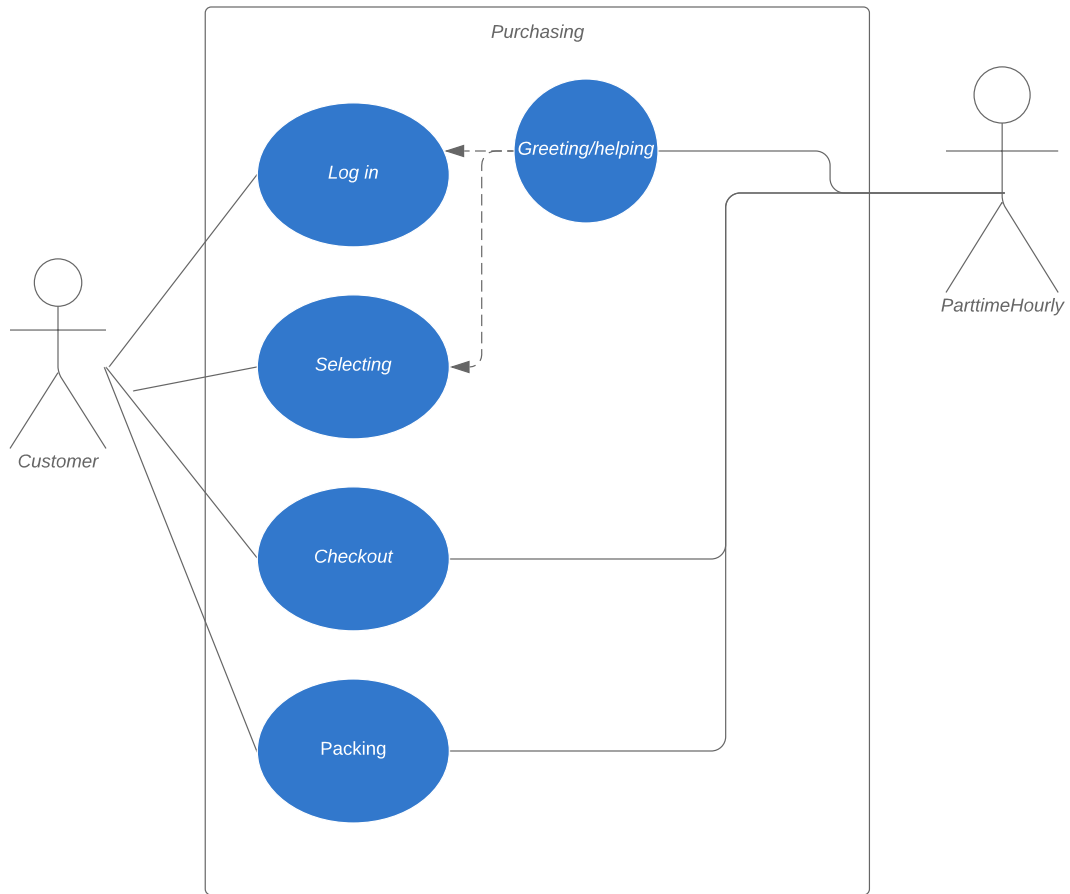 Purchasing
Greeting/helping
Log in
Selecting
ParttimeHourly
Customer
Checkout
Packing